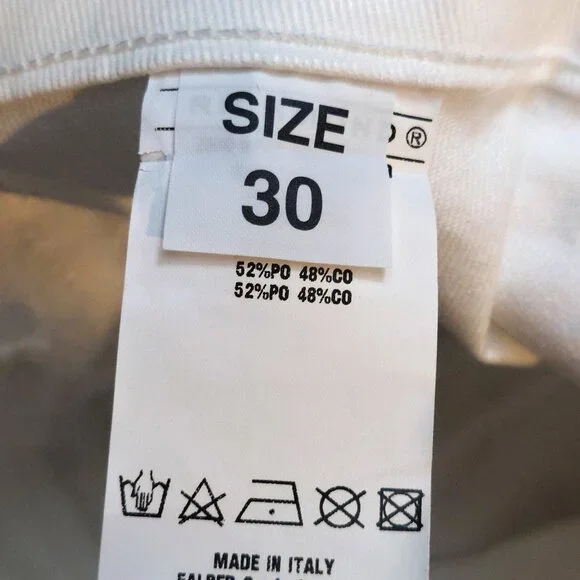 SIZE
®
30
52%PO 48%CO
52%PO 48%CO
MADE IN ITALY